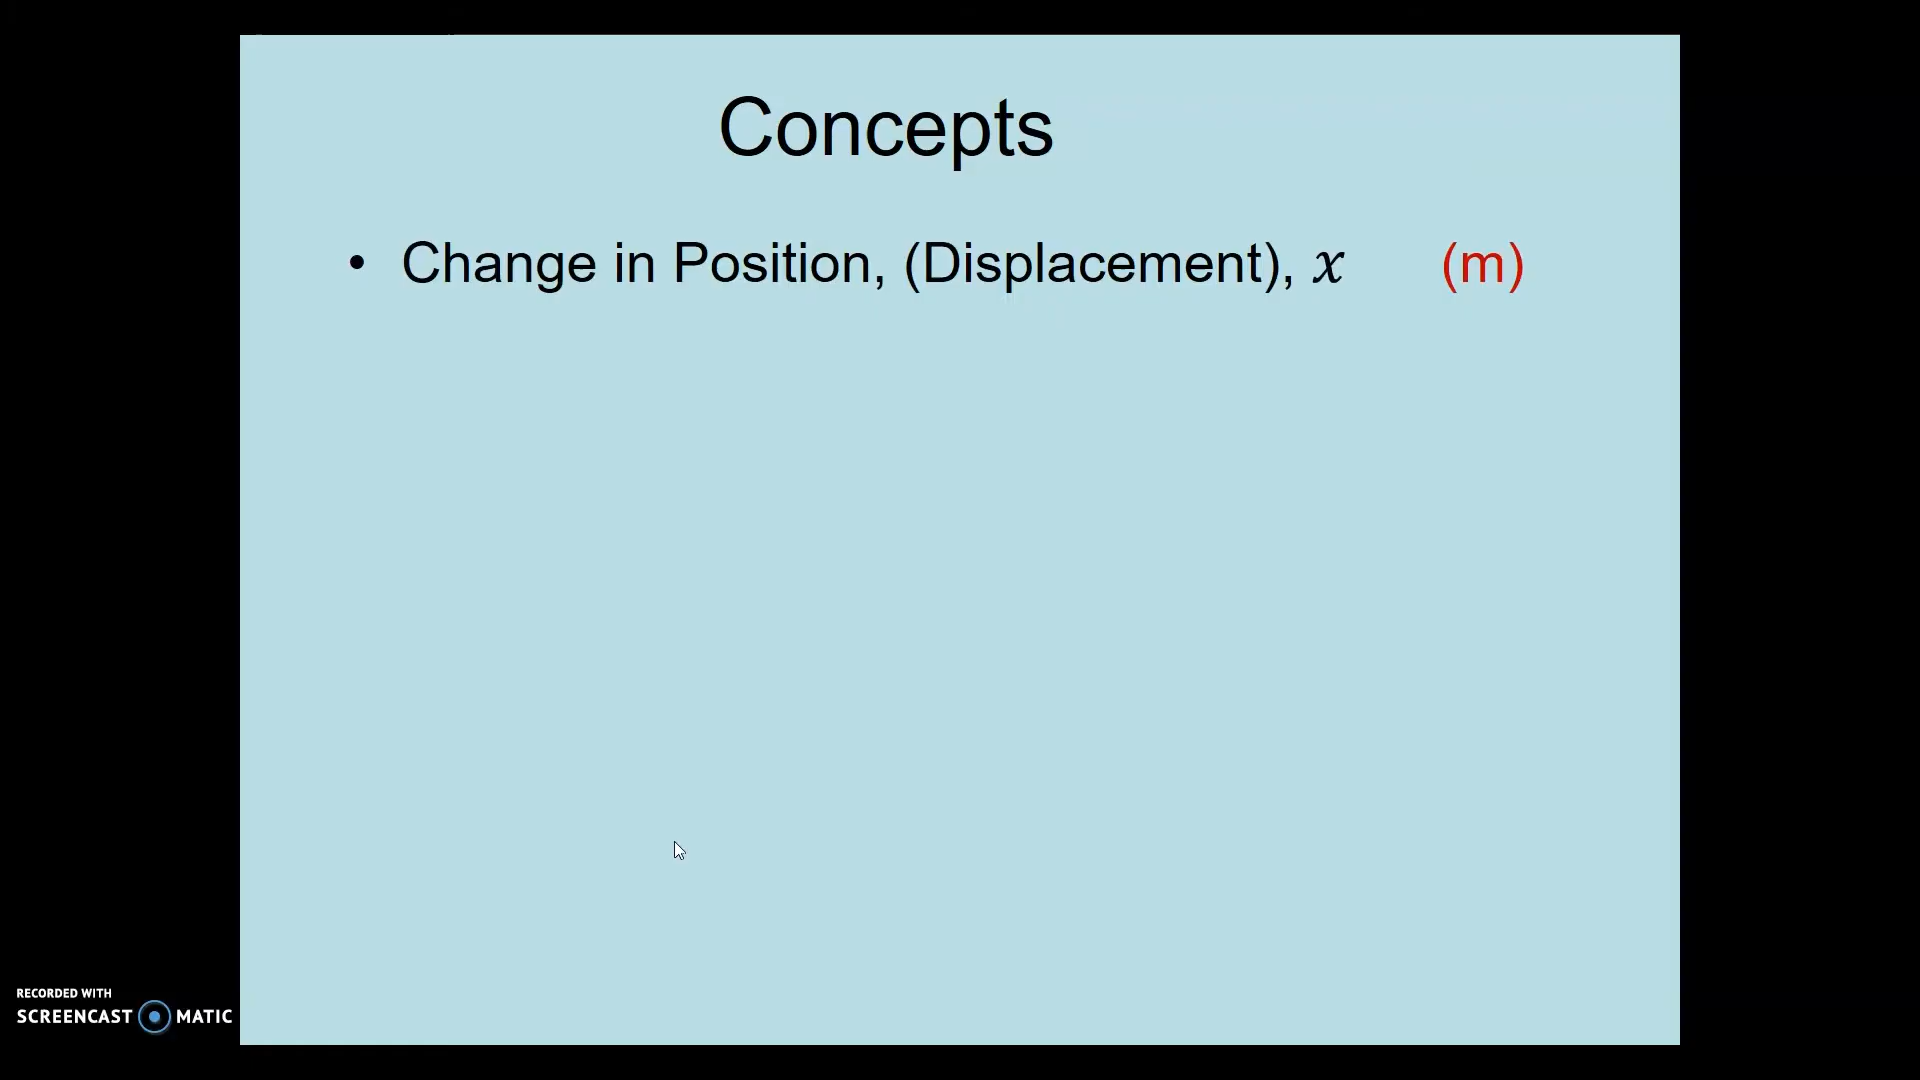 Concepts
• Change in Position, (Displacement), x (m)
RECORDED WITH
SCREENCAST MATIC